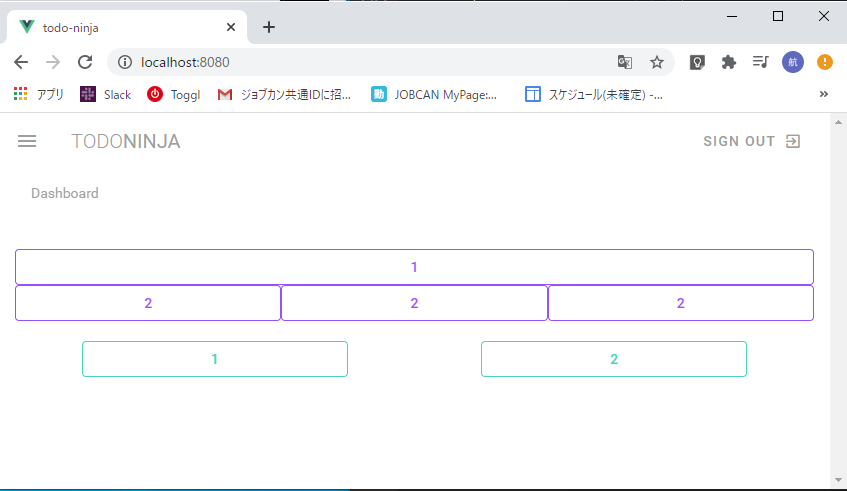 todo-ninja
localhost:8080
航
アプリ Slack Toggl ジョブカン共通IDに招... 勤 JOBCAN MyPage:... スケジュール(未確定) -...
TODONINJA SIGN OUT
Dashboard
1
2 2 2
1 2